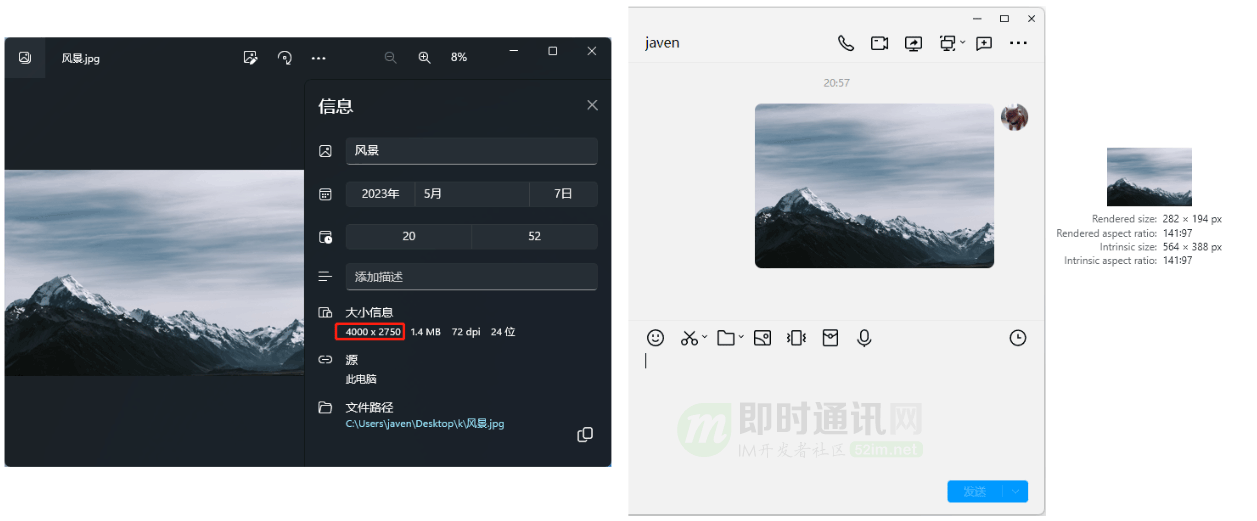 风景.jpg
8%
信息
风景
2023年 5月 7日
20 52
添加描述
大小信息
4000 x 2750 1.4 MB 72 dpi 24 位
源
此电脑
文件路径
C:\Users\javen\Desktop\k\风景.jpg
javen
20:57
m 即时通讯网
IM开发者社区 52im.net
发送
Rendered size: 282 × 194 px
Rendered aspect ratio: 141∶97
Intrinsic size: 564 × 388 px
Intrinsic aspect ratio: 141∶97